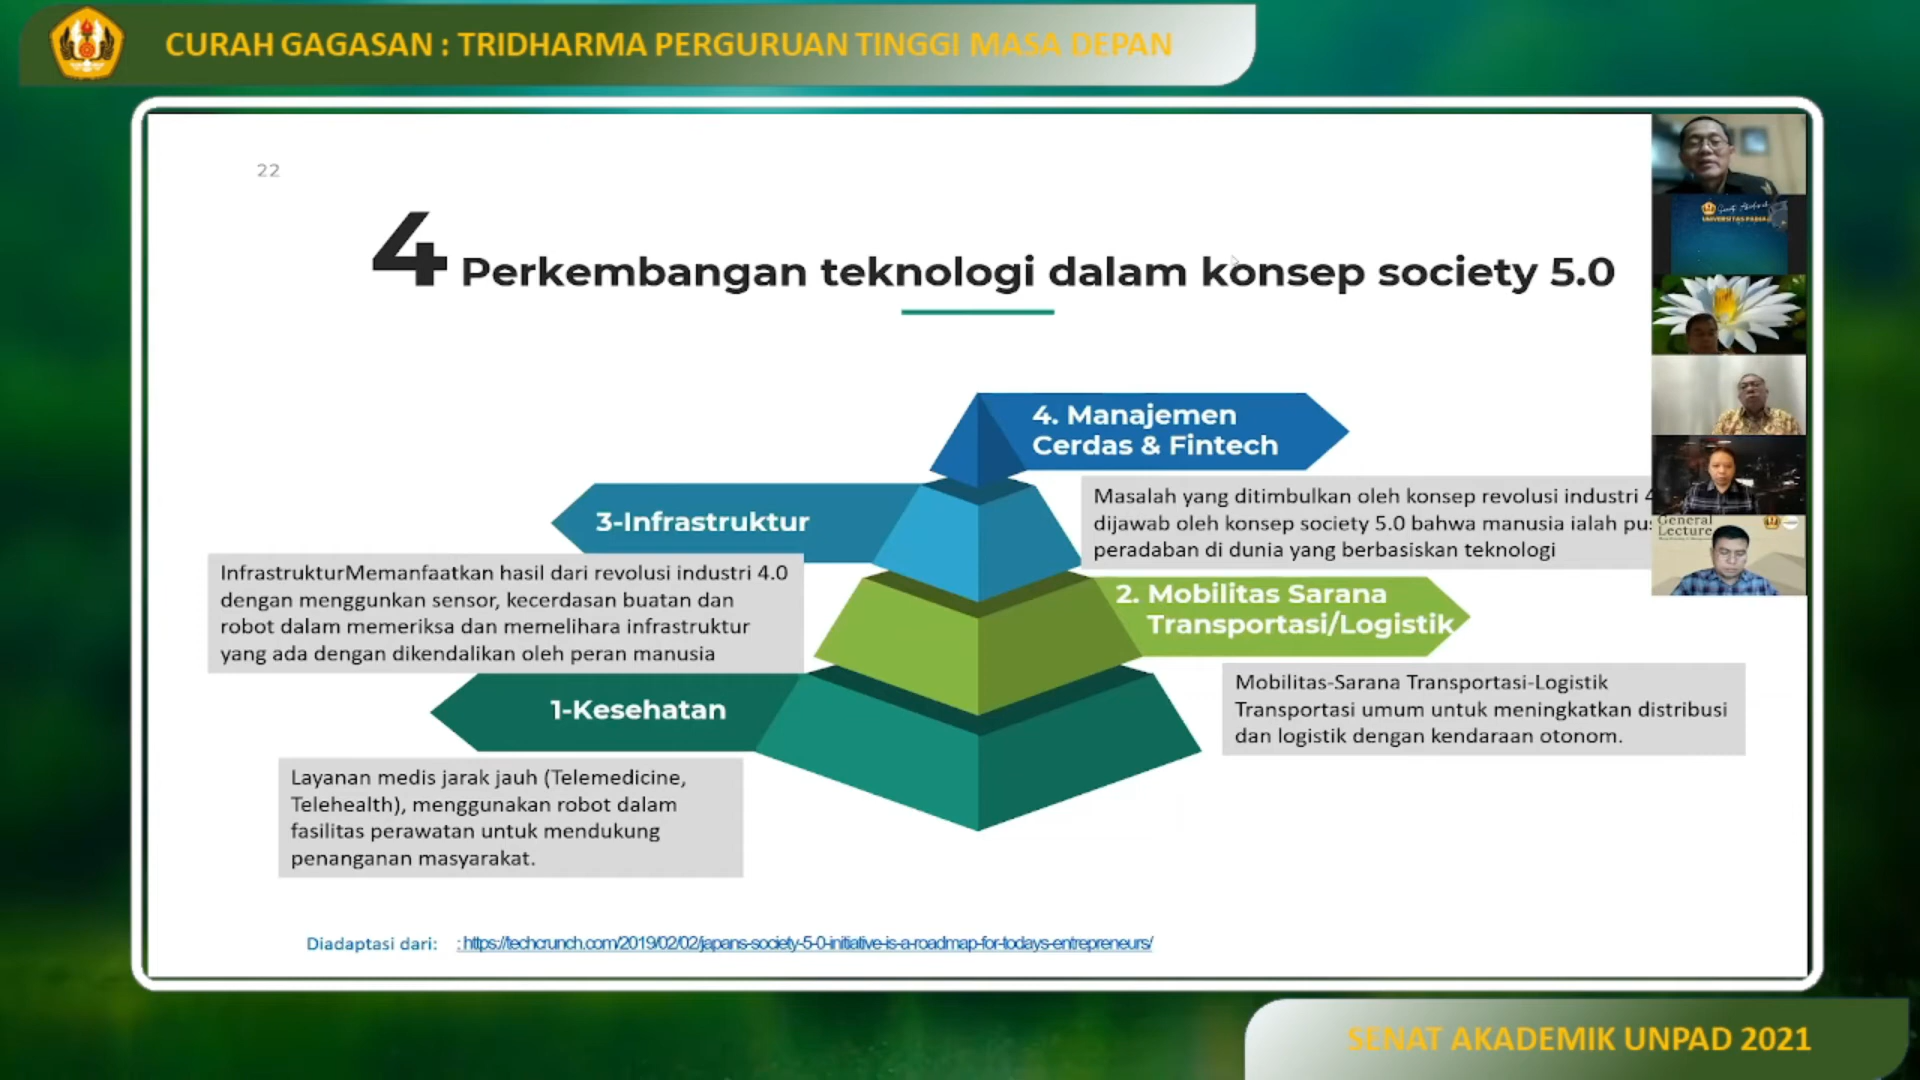 CURAH GAGASAN : TRIDHARMA PERGURUAN TINGGI MASA DEPAN
22
4 Perkembangan teknologi dalam konsep society 5.0
4. Manajemen
Cerdas & Fintech
Masalah yang ditimbulkan oleh konsep revolusi industri
dijawab oleh konsep society 5.0 bahwa manusia ialah
peradaban di dunia yang berbasiskan teknologi
3-Infrastruktur
InfrastrukturMemanfaatkan hasil dari revolusi industri 4.0
dengan menggunkan sensor, kecerdasan buatan dan
robot dalam memeriksa dan memelihara infrastruktur
yang ada dengan dikendalikan oleh peran manusia
2. Mobilitas Sarana
Transportasi/Logistik
Mobilitas-Sarana Transportasi-Logistik
Transportasi umum untuk meningkatkan distribusi
dan logistik dengan kendaraan otonom.
1-Kesehatan
Layanan medis jarak jauh (Telemedicine,
Telehealth), menggunakan robot dalam
fasilitas perawatan untuk mendukung
penanganan masyarakat.
Diadaptasi dari: : https://techcrunch.com/2019/02/02/japans-society-5-0-initiative-is-a-roadmap-for-todays-entrepreneurs/
General
Lecture
SENAT AKADEMIK UNPAD 2021